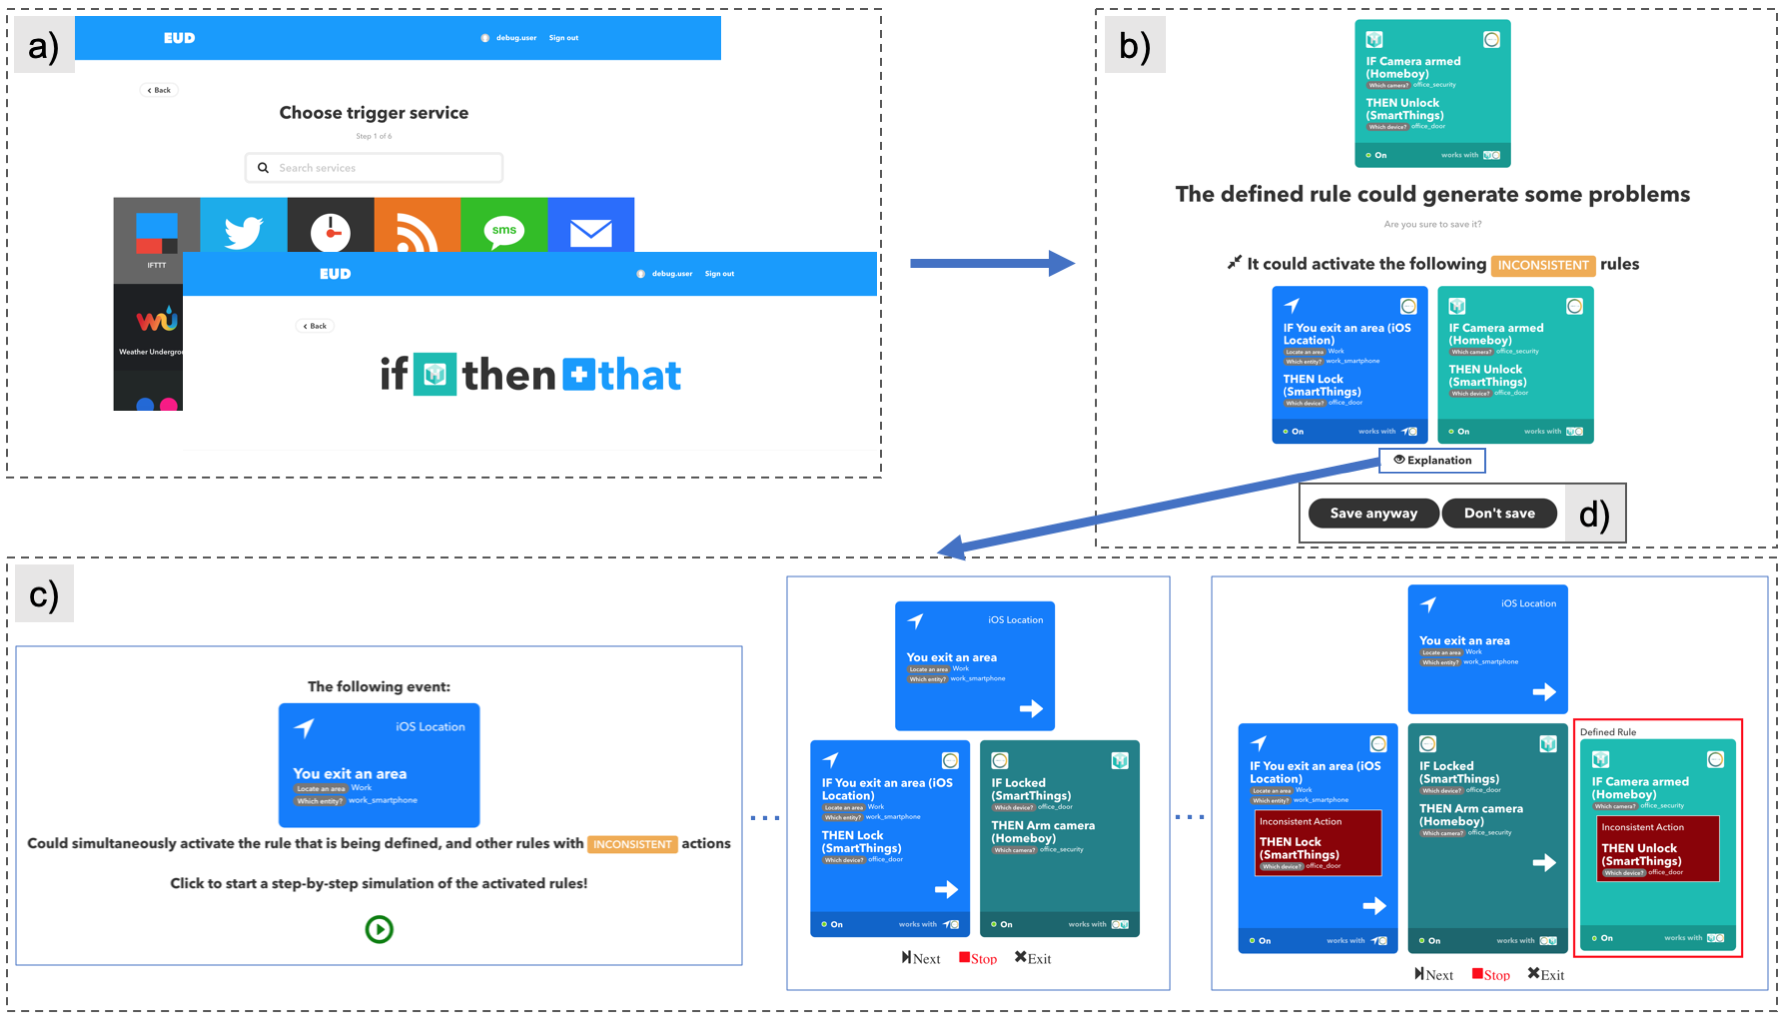 a)
EUD
debug.user
Sign out
Back
Choose trigger service
Step 1 of 6
Search services
sms
IFTTT
Weather Undergrou
EUD
debug.user
Sign out
Back
if then that
b)
IF Camera armed
(Homeboy)
Which camera? office_security
THEN Unlock
(SmartThings)
Which device? office_door
On
works with
The defined rule could generate some problems
Are you sure to save it?
It could activate the following INCONSISTENT rules
IF You exit an area (iOS
Location)
Locate an area Work
Which entity? work_smartphone
THEN Lock
(SmartThings)
Which device? office_door
On
works with
IF Camera armed
(Homeboy)
Which camera? office_security
THEN Unlock
(SmartThings)
Which device? office_door
On
works with
Explanation
Save anyway
Don't save
d)
c)
The following event:
iOS Location
You exit an area
Locate an area Work
Which entity? work_smartphone
Could simultaneously activate the rule that is being defined, and other rules with INCONSISTENT actions
Click to start a step-by-step simulation of the activated rules!
...
iOS Location
You exit an area
Locate an area Work
Which entity? work_smartphone
IF You exit an area (iOS
Location)
Locate an area Work
Which entity? work_smartphone
THEN Lock
(SmartThings)
Which device? office_door
On
works with
IF Locked
(SmartThings)
Which device? office_door
THEN Arm camera
(Homeboy)
Which camera? office_security
On
works with
Next
Stop
Exit
...
iOS Location
You exit an area
Locate an area Work
Which entity? work_smartphone
IF You exit an area (iOS
Location)
Locate an area Work
Which entity? work_smartphone
Inconsistent Action
THEN Lock
(SmartThings)
Which device? office_door
On
works with
IF Locked
(SmartThings)
Which device? office_door
THEN Arm camera
(Homeboy)
Which camera? office_security
On
works with
Defined Rule
IF Camera armed
(Homeboy)
Which camera? office_security
Inconsistent Action
THEN Unlock
(SmartThings)
Which device? office_door
On
works with
Next
Stop
Exit